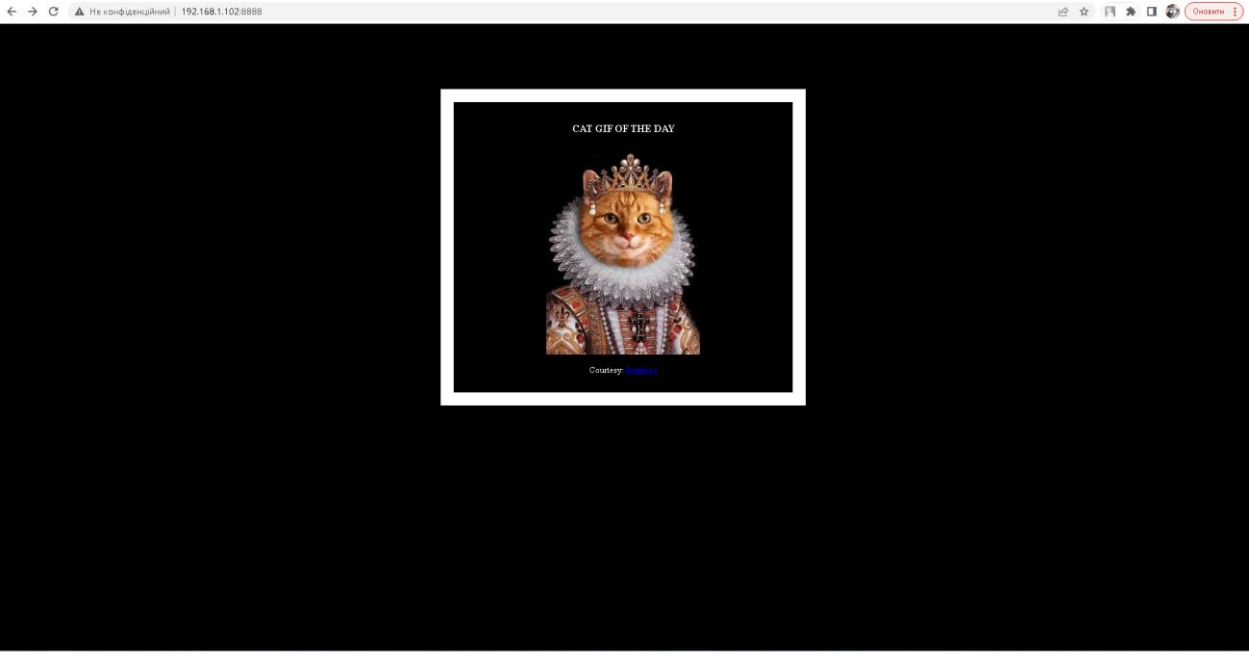 Не конфіденційний 192.168.1.102:8888
Оновити
CAT GIF OF THE DAY
Courtesy: